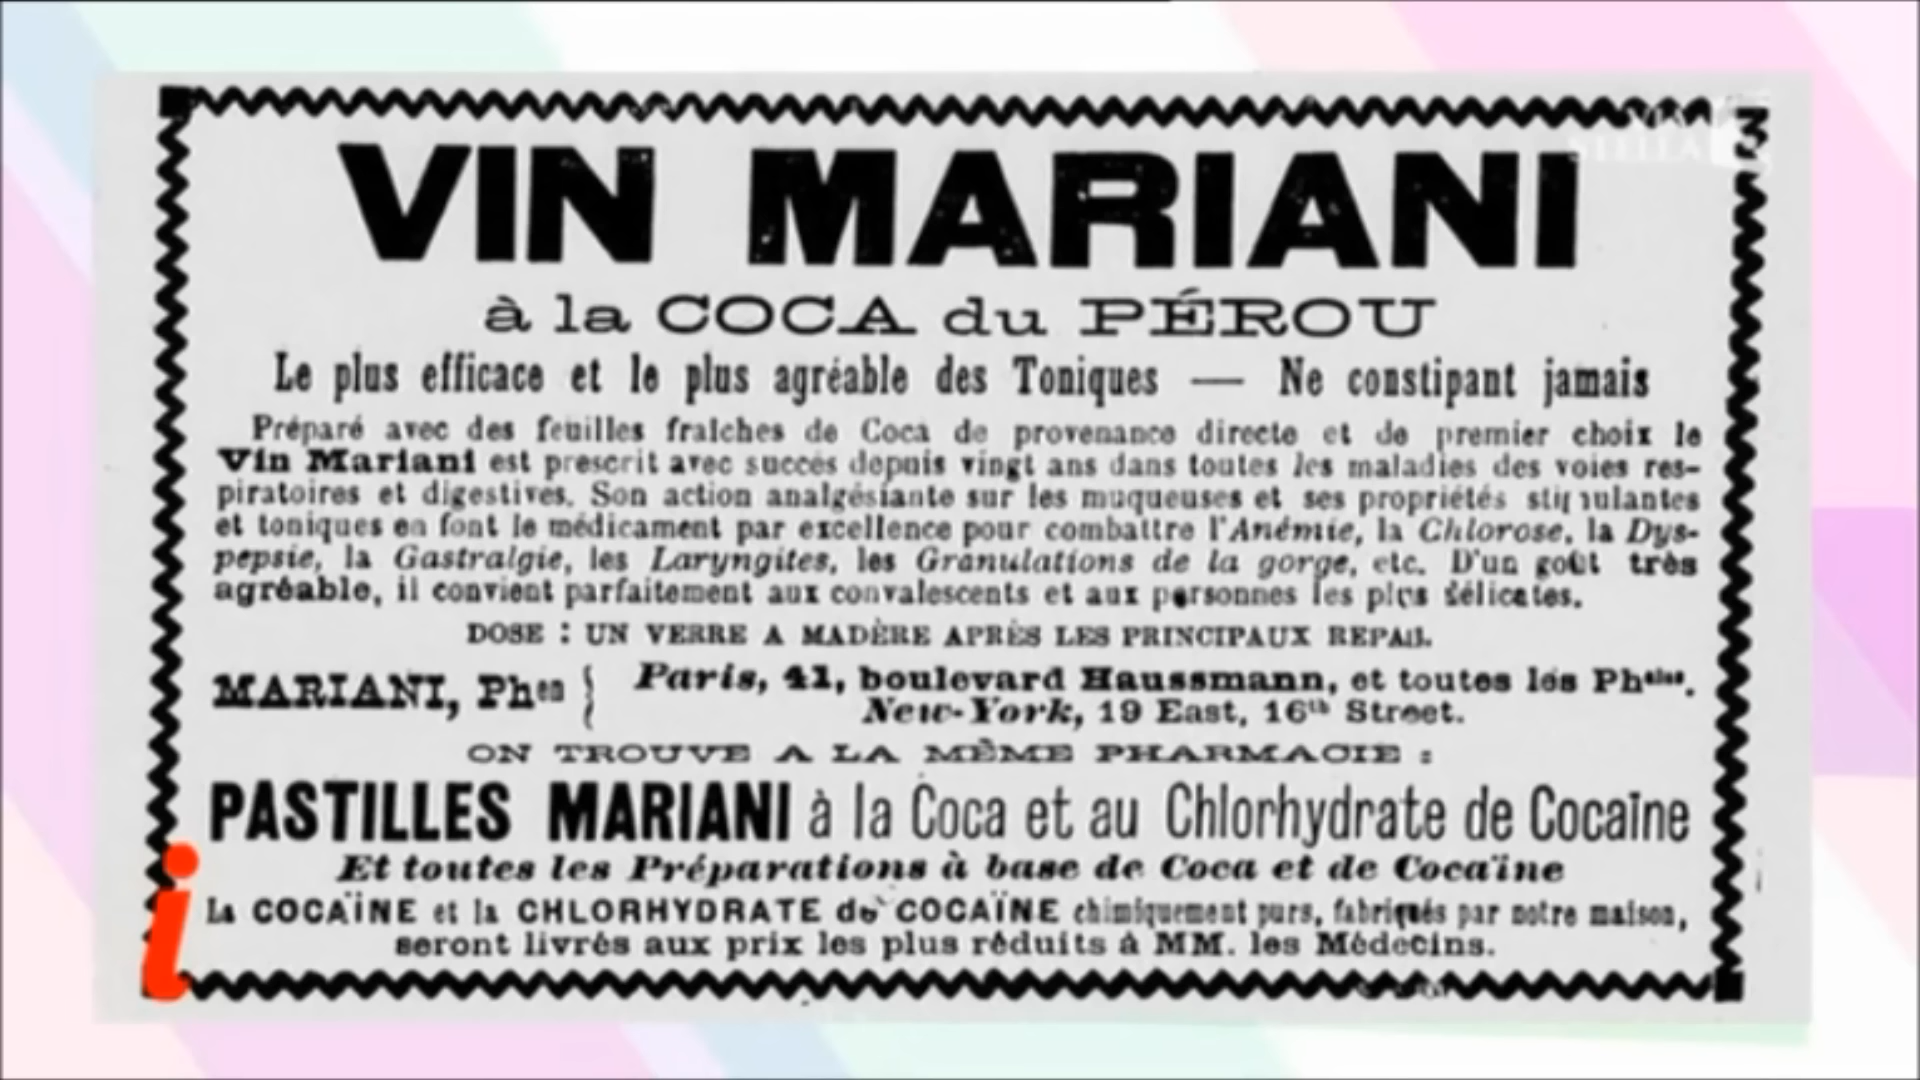 VIN MARIANI
à la COCA du PÉROU
Le plus efficace et le plus agréable des Toniques — Ne constipant jamais
Préparé avec des feuilles fraîches de Coca de provenance directe et de premier choix le
Vin Mariani est prescrit avec succès depuis vingt ans dans toutes les maladies des voies res-
piratoires et digestives. Son action analgésiante sur les muqueuses et ses propriétés stimulantes
et toniques en font le médicament par excellence pour combattre l'Anémie, la Chlorose, la Dys-
pepsie, la Gastralgie, les Laryngites, les Granulations de la gorge, etc. D'un goût très
agréable, il convient parfaitement aux convalescents et aux personnes les plus délicates.
DOSE : UN VERRE A MADÈRE APRÈS LES PRINCIPAUX REPAS.
MARIANI, Phen { Paris, 41, boulevard Haussmann, et toutes les Phcies.
New-York, 19 East, 16th Street.
ON TROUVE A LA MÊME PHARMACIE :
PASTILLES MARIANI à la Coca et au Chlorhydrate de Cocaïne
Et toutes les Préparations à base de Coca et de Cocaïne
La COCAÏNE et la CHLORHYDRATE de COCAÏNE chimiquement purs, fabriqués par notre maison,
seront livrés aux prix les plus réduits à MM. les Médecins.
VIA
STELLA 3
i